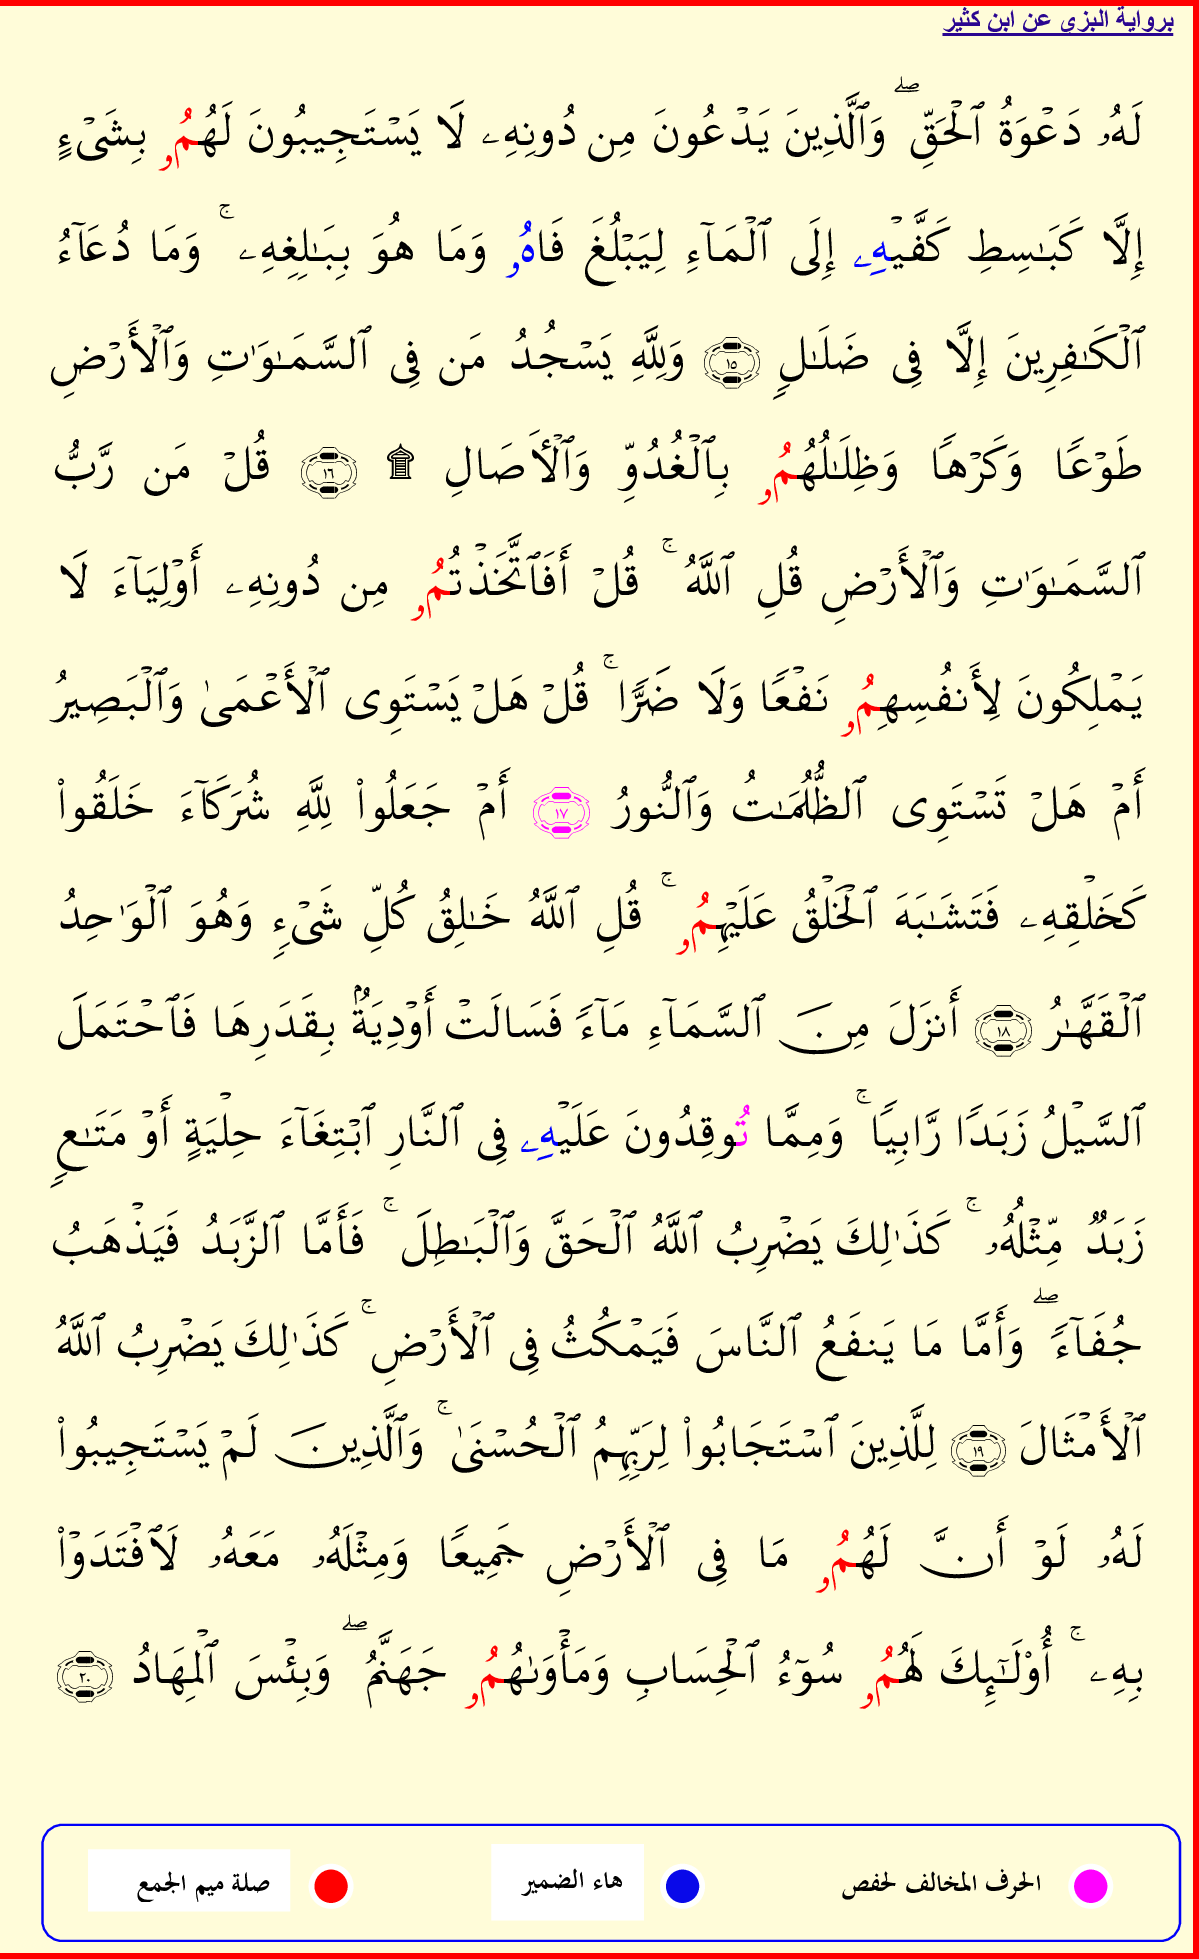 برواية البزي عن ابن كثير
لَهُۥ دَعْوَةُ ٱلْحَقِّ ۖ وَٱلَّذِينَ يَدْعُونَ مِن دُونِهِۦ لَا يَسْتَجِيبُونَ لَهُمُۥ بِشَىْءٍ
إِلَّا كَبَـٰسِطِ كَفَّيْهِۦ إِلَى ٱلْمَآءِ لِيَبْلُغَ فَاهُۥ وَمَا هُوَ بِبَـٰلِغِهِۦ ۚ وَمَا دُعَآءُ
ٱلْكَـٰفِرِينَ إِلَّا فِى ضَلَـٰلٍ ١٥ وَلِلَّهِ يَسْجُدُ مَن فِى ٱلسَّمَـٰوَٰتِ وَٱلْأَرْضِ
طَوْعًا وَكَرْهًا وَظِلَـٰلُهُمُۥ بِٱلْغُدُوِّ وَٱلْـَٔاصَالِ ۩ ١٦ قُلْ مَن رَّبُّ
ٱلسَّمَـٰوَٰتِ وَٱلْأَرْضِ قُلِ ٱللَّهُ ۚ قُلْ أَفَٱتَّخَذْتُمُۥ مِن دُونِهِۦ أَوْلِيَآءَ لَا
يَمْلِكُونَ لِأَنفُسِهِمُۥ نَفْعًا وَلَا ضَرًّا ۚ قُلْ هَلْ يَسْتَوِى ٱلْأَعْمَىٰ وَٱلْبَصِيرُ
أَمْ هَلْ تَسْتَوِى ٱلظُّلُمَـٰتُ وَٱلنُّورُ ١٧ أَمْ جَعَلُوا۟ لِلَّهِ شُرَكَآءَ خَلَقُوا۟
كَخَلْقِهِۦ فَتَشَـٰبَهَ ٱلْخَلْقُ عَلَيْهِمُۥ ۚ قُلِ ٱللَّهُ خَـٰلِقُ كُلِّ شَىْءٍ وَهُوَ ٱلْوَٰحِدُ
ٱلْقَهَّـٰرُ ١٨ أَنزَلَ مِنَ ٱلسَّمَآءِ مَآءً فَسَالَتْ أَوْدِيَةٌۢ بِقَدَرِهَا فَٱحْتَمَلَ
ٱلسَّيْلُ زَبَدًا رَّابِيًا ۚ وَمِمَّا تُوقِدُونَ عَلَيْهِۦ فِى ٱلنَّارِ ٱبْتِغَآءَ حِلْيَةٍ أَوْ مَتَـٰعٍ
زَبَدٌ مِّثْلُهُۥ ۚ كَذَٰلِكَ يَضْرِبُ ٱللَّهُ ٱلْحَقَّ وَٱلْبَـٰطِلَ ۚ فَأَمَّا ٱلزَّبَدُ فَيَذْهَبُ
جُفَآءً ۖ وَأَمَّا مَا يَنفَعُ ٱلنَّاسَ فَيَمْكُثُ فِى ٱلْأَرْضِ ۚ كَذَٰلِكَ يَضْرِبُ ٱللَّهُ
ٱلْأَمْثَالَ ١٩ لِلَّذِينَ ٱسْتَجَابُوا۟ لِرَبِّهِمُ ٱلْحُسْنَىٰ ۚ وَٱلَّذِينَ لَمْ يَسْتَجِيبُوا۟
لَهُۥ لَوْ أَنَّ لَهُمُۥ مَا فِى ٱلْأَرْضِ جَمِيعًا وَمِثْلَهُۥ مَعَهُۥ لَٱفْتَدَوْا۟
بِهِۦ ۚ أُو۟لَـٰٓئِكَ لَهُمُۥ سُوٓءُ ٱلْحِسَابِ وَمَأْوَىٰهُمُۥ جَهَنَّمُ ۖ وَبِئْسَ ٱلْمِهَادُ ٢٠
الحرف المخالف لحفص هاء الضمير صلة ميم الجمع